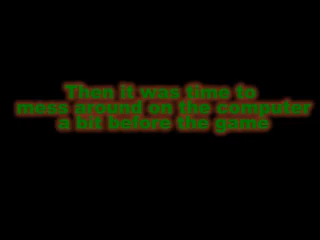 Then it was time to
mess around on the computer
a bit before the game